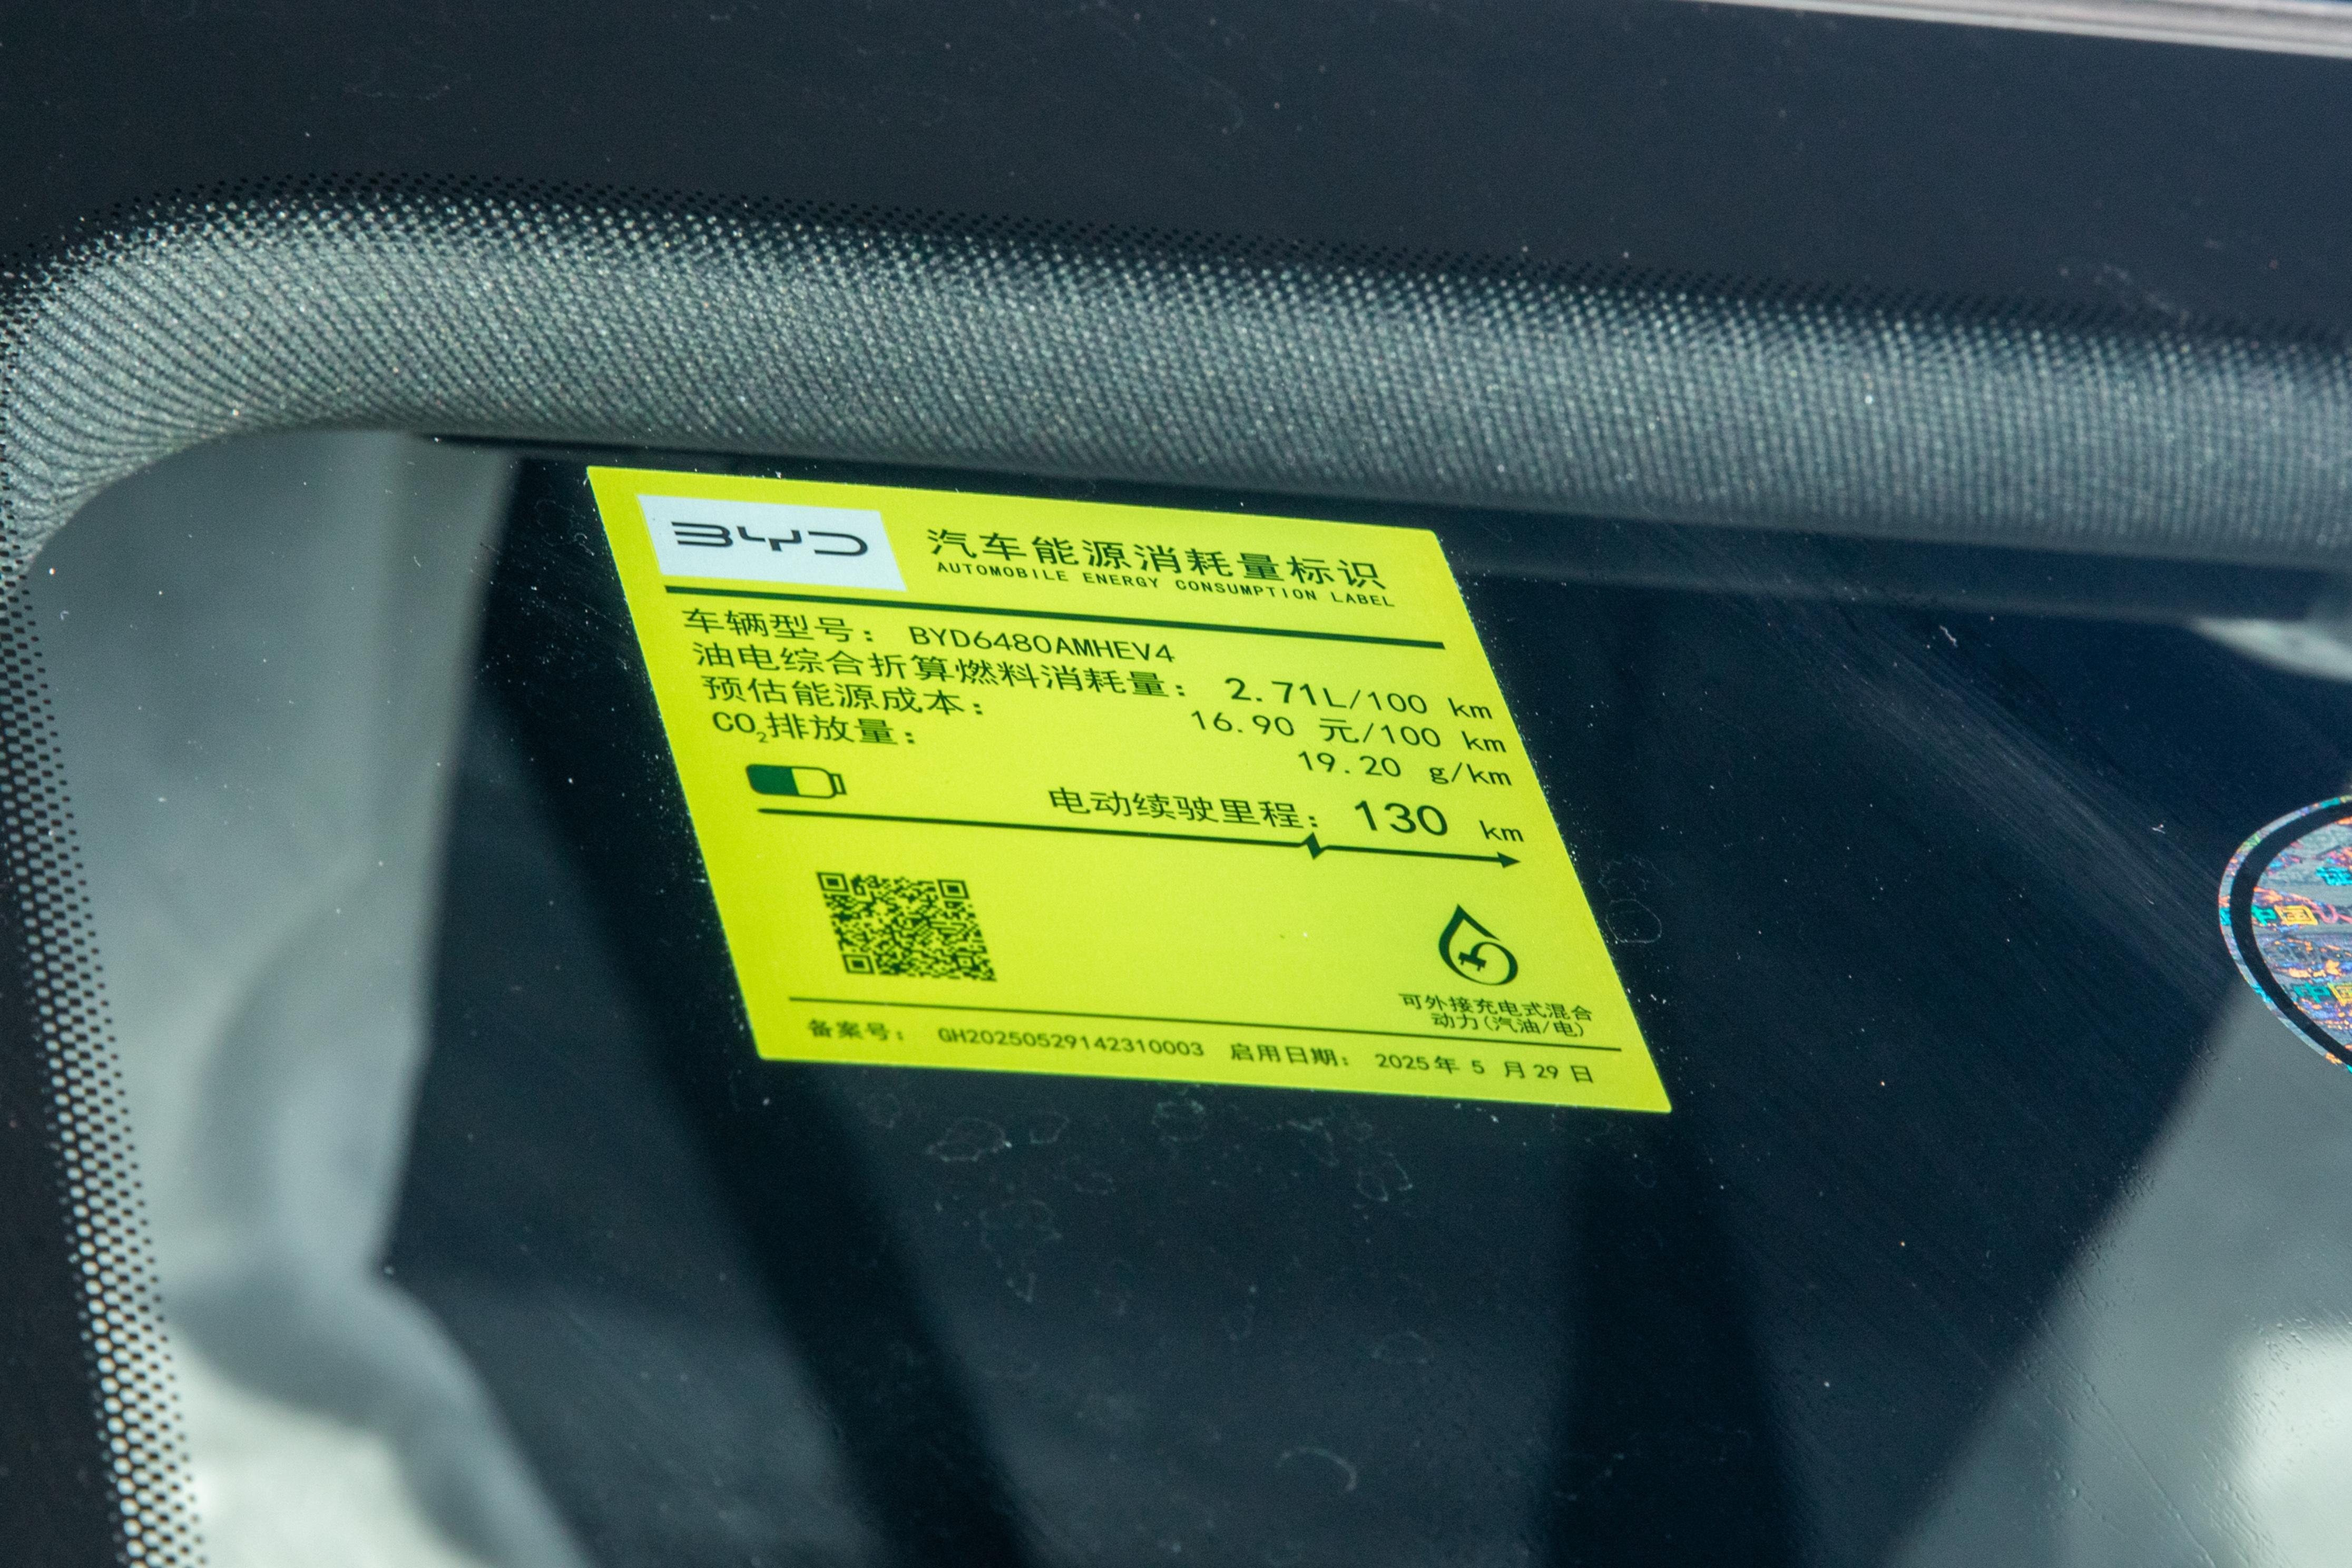 BYD
汽车能源消耗量标识
AUTOMOBILE ENERGY CONSUMPTION LABEL
车辆型号： BYD6480AMHEV4
油电综合折算燃料消耗量： 2.71L/100 km
预估能源成本： 16.90 元/100 km
CO₂排放量： 19.20 g/km
电动续驶里程： 130 km
可外接充电式混合
动力(汽油/电)
备案号： GH20250529142310003 启用日期： 2025年 5 月 29 日
中国
中国